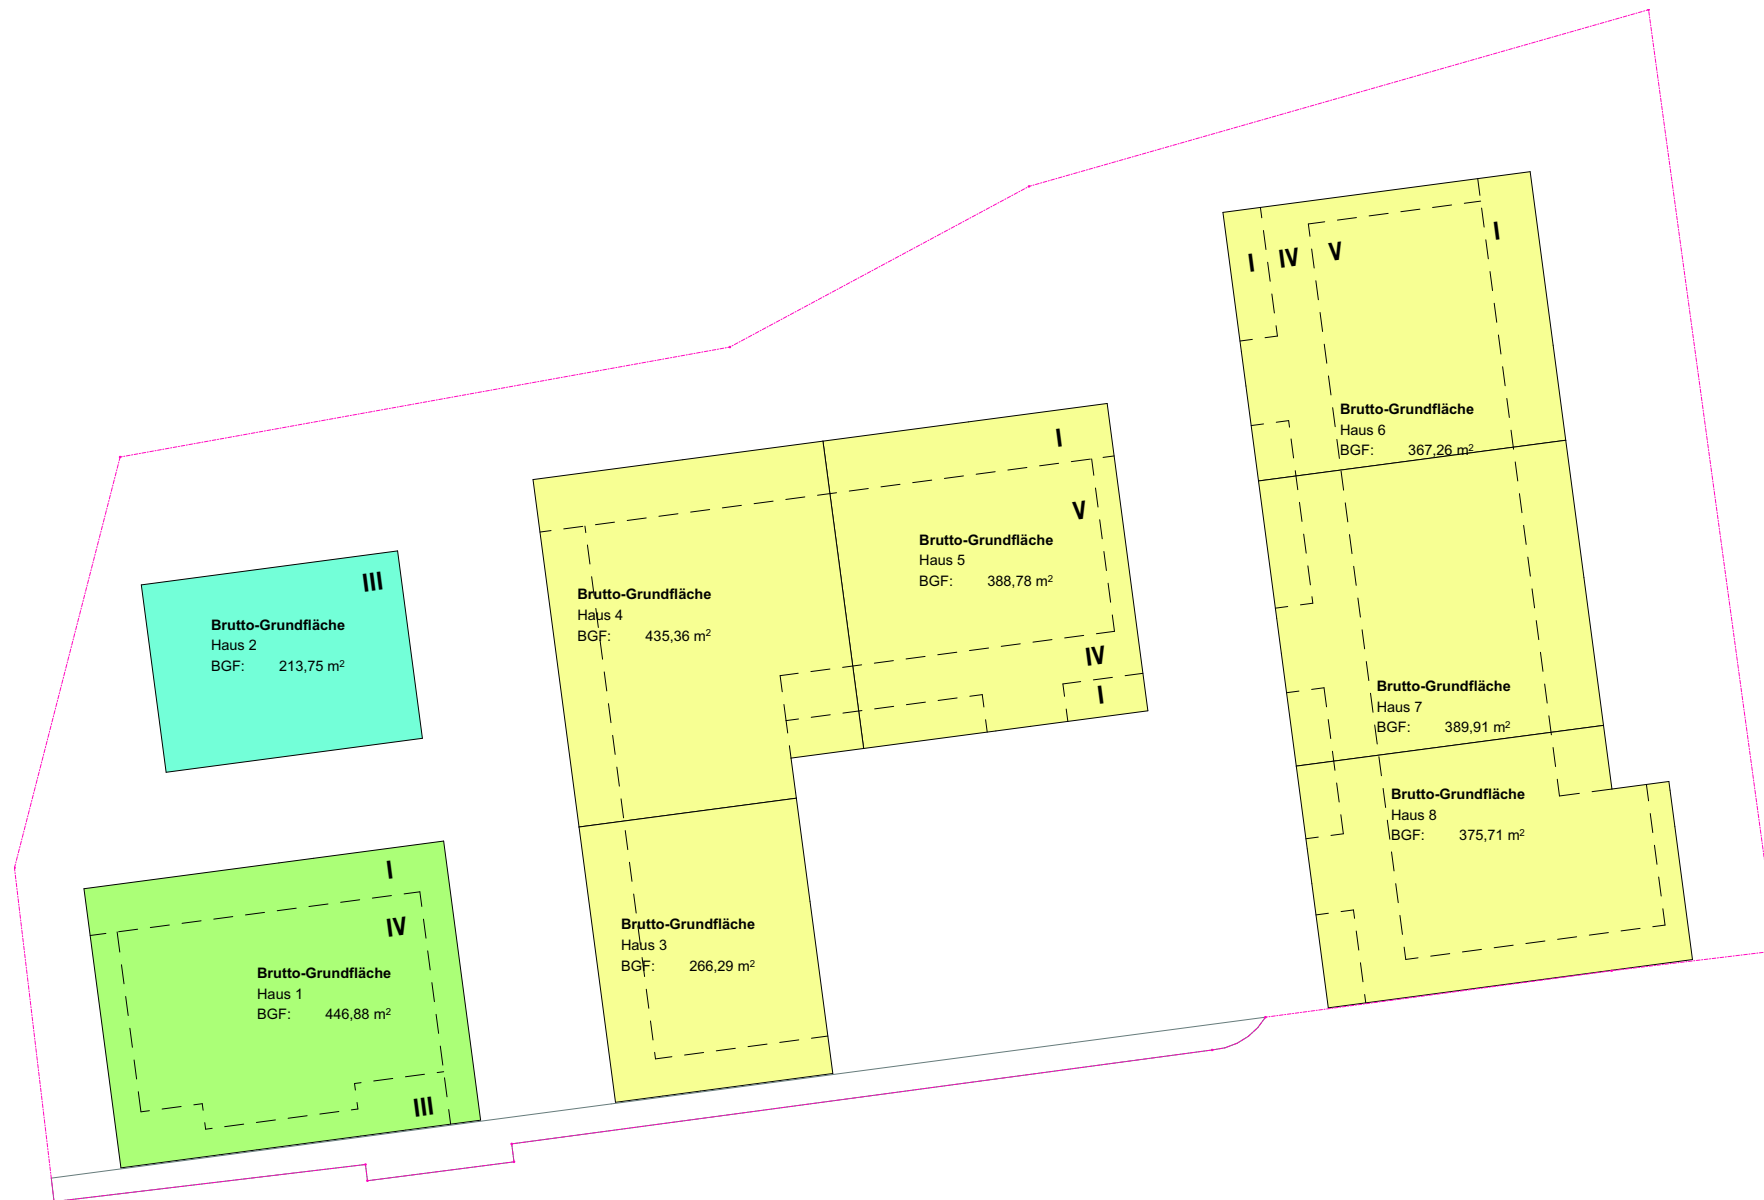 I
IV
V
I
Brutto-Grundfläche
Haus 6
BGF: 367,26 m²
I
V
Brutto-Grundfläche
Haus 5
BGF: 388,78 m²
IV
I
III
Brutto-Grundfläche
Haus 2
BGF: 213,75 m²
Brutto-Grundfläche
Haus 4
BGF: 435,36 m²
Brutto-Grundfläche
Haus 7
BGF: 389,91 m²
Brutto-Grundfläche
Haus 8
BGF: 375,71 m²
I
IV
Brutto-Grundfläche
Haus 1
BGF: 446,88 m²
III
Brutto-Grundfläche
Haus 3
BGF: 266,29 m²